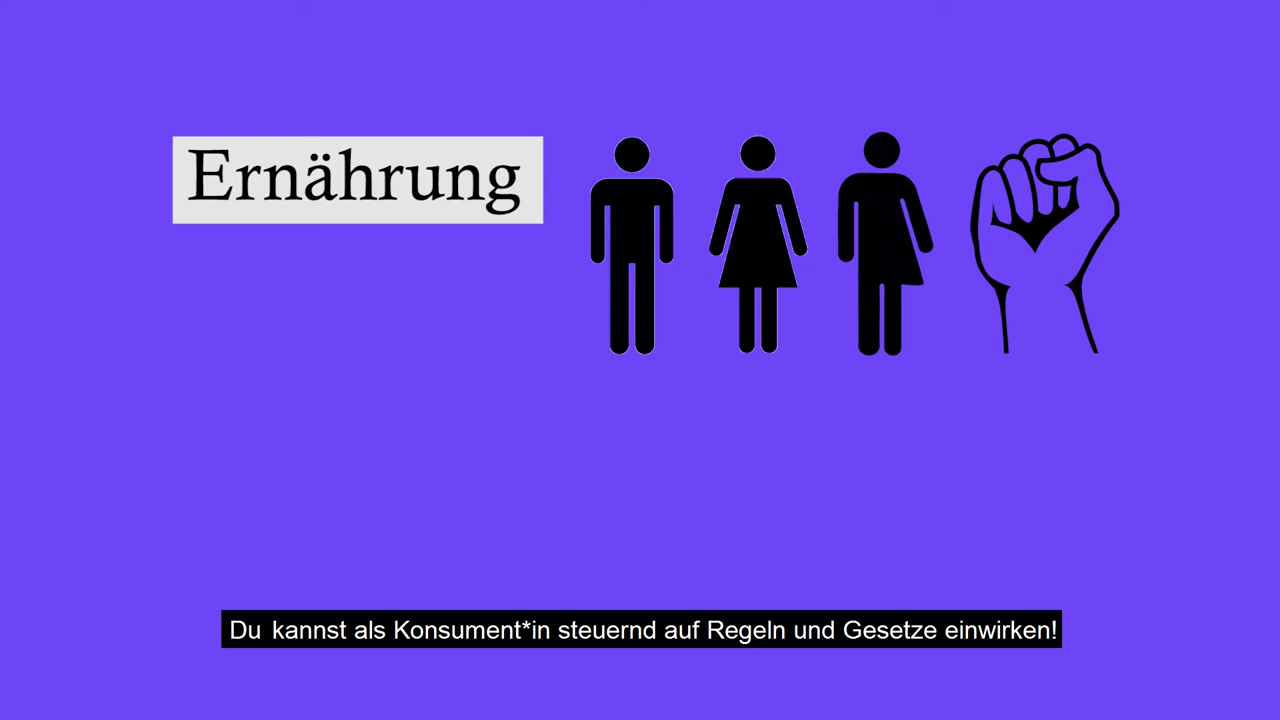 Ernährung
Du kannst als Konsument*in steuernd auf Regeln und Gesetze einwirken!